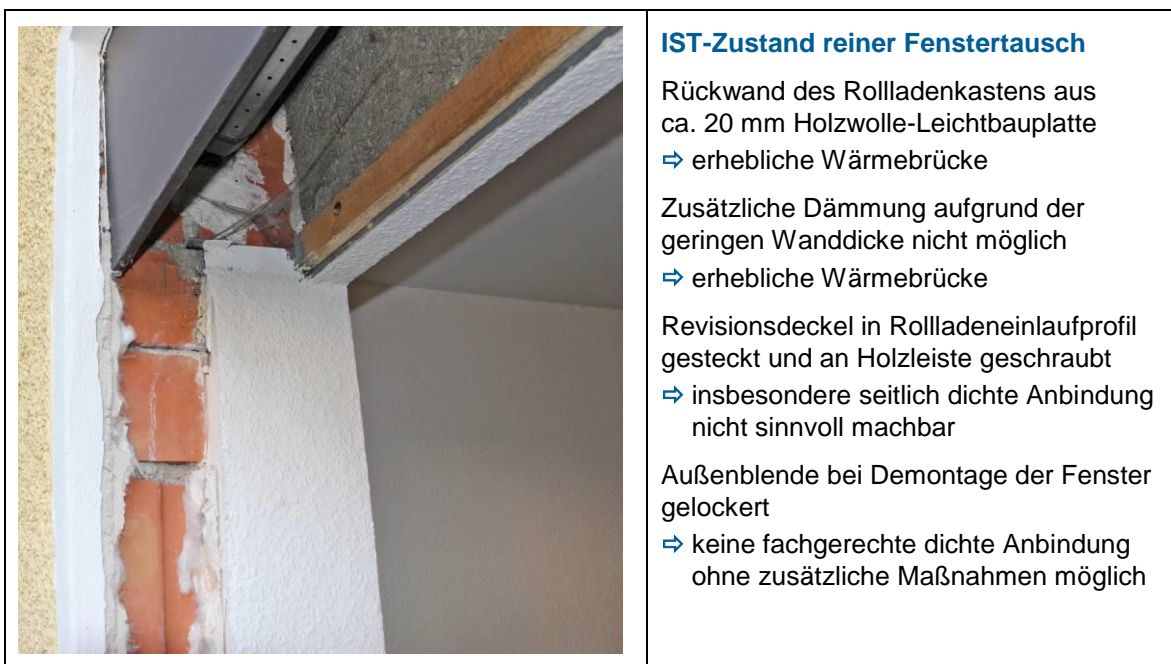 IST-Zustand reiner Fenstertausch
Rückwand des Rollladenkastens aus
ca. 20 mm Holzwolle-Leichtbauplatte
⇨ erhebliche Wärmebrücke
Zusätzliche Dämmung aufgrund der
geringen Wanddicke nicht möglich
⇨ erhebliche Wärmebrücke
Revisionsdeckel in Rollladeneinlaufprofil
gesteckt und an Holzleiste geschraubt
⇨ insbesondere seitlich dichte Anbindung
nicht sinnvoll machbar
Außenblende bei Demontage der Fenster
gelockert
⇨ keine fachgerechte dichte Anbindung
ohne zusätzliche Maßnahmen möglich